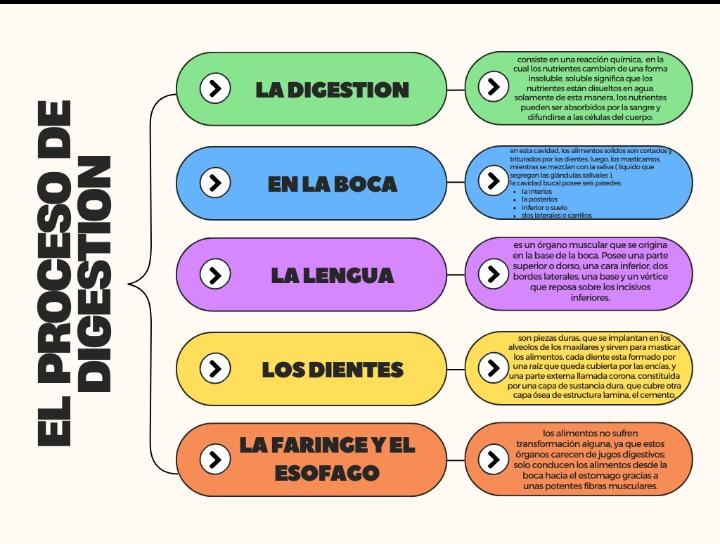 EL PROCESO DE
DIGESTION
LA DIGESTION
consiste en una reacción química, en la
cual los nutrientes cambian de una forma
insoluble. soluble significa que los
nutrientes están disueltos en agua.
solamente de esta manera, los nutrientes
pueden ser absorbidos por la sangre y
difundirse a las células del cuerpo.
EN LA BOCA
en esta cavidad, los alimentos solidos son cortados y
triturados por los dientes. luego, los masticamos.
mientras se mezclan con la saliva ( liquido que
segregan las glándulas salivales ).
la cavidad bucal posee seis paredes:
• la interios
• la posterios
• inferior o suelo
• dos laterales o carrillos
LA LENGUA
es un órgano muscular que se origina
en la base de la boca. Posee una parte
superior o dorso, una cara inferior, dos
bordes laterales, una base y un vértice
que reposa sobre los incisivos
inferiores.
LOS DIENTES
son piezas duras, que se implantan en los
alveolos de los maxilares y sirven para masticar
los alimentos. cada diente esta formado por
una raíz que queda cubierta por las encías, y
una parte externa llamada corona, constituida
por una capa de sustancia dura, que cubre otra
capa ósea de estructura lamina, el cemento.
LA FARINGE Y EL
ESOFAGO
los alimentos no sufren
transformación alguna, ya que estos
órganos carecen de jugos digestivos;
solo conducen los alimentos desde la
boca hacia el estomago gracias a
unas potentes fibras musculares.